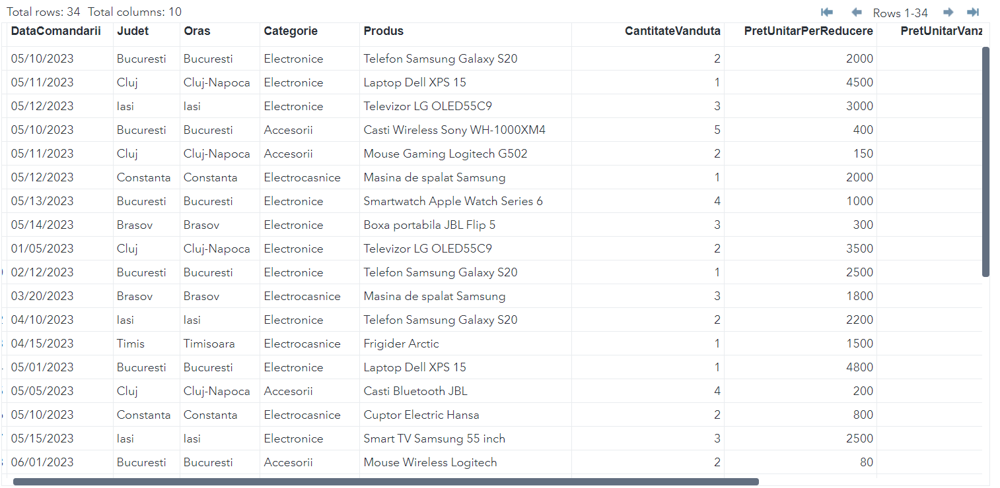 Total rows: 34 Total columns: 10 Rows 1-34
DataComandarii Judet Oras Categorie Produs CantitateVanduta PretUnitarPerReducere PretUnitarVanz
05/10/2023 Bucuresti Bucuresti Electronice Telefon Samsung Galaxy S20 2 2000
05/11/2023 Cluj Cluj-Napoca Electronice Laptop Dell XPS 15 1 4500
05/12/2023 Iasi Iasi Electronice Televizor LG OLED55C9 3 3000
05/10/2023 Bucuresti Bucuresti Accesorii Casti Wireless Sony WH-1000XM4 5 400
05/11/2023 Cluj Cluj-Napoca Accesorii Mouse Gaming Logitech G502 2 150
05/12/2023 Constanta Constanta Electrocasnice Masina de spalat Samsung 1 2000
05/13/2023 Bucuresti Bucuresti Electronice Smartwatch Apple Watch Series 6 4 1000
05/14/2023 Brasov Brasov Electronice Boxa portabila JBL Flip 5 3 300
01/05/2023 Cluj Cluj-Napoca Electronice Televizor LG OLED55C9 2 3500
02/12/2023 Bucuresti Bucuresti Electronice Telefon Samsung Galaxy S20 1 2500
03/20/2023 Brasov Brasov Electrocasnice Masina de spalat Samsung 3 1800
04/10/2023 Iasi Iasi Electronice Telefon Samsung Galaxy S20 2 2200
04/15/2023 Timis Timisoara Electrocasnice Frigider Arctic 1 1500
05/01/2023 Bucuresti Bucuresti Electronice Laptop Dell XPS 15 1 4800
05/05/2023 Cluj Cluj-Napoca Accesorii Casti Bluetooth JBL 4 200
05/10/2023 Constanta Constanta Electrocasnice Cuptor Electric Hansa 2 800
05/15/2023 Iasi Iasi Electronice Smart TV Samsung 55 inch 3 2500
06/01/2023 Bucuresti Bucuresti Accesorii Mouse Wireless Logitech 2 80